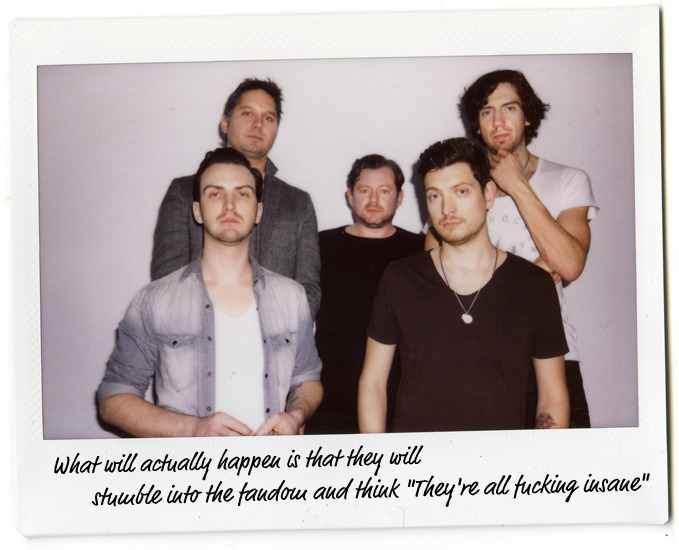 What will actually happen is that they will
stumble into the fandom and think "They're all fucking insane"